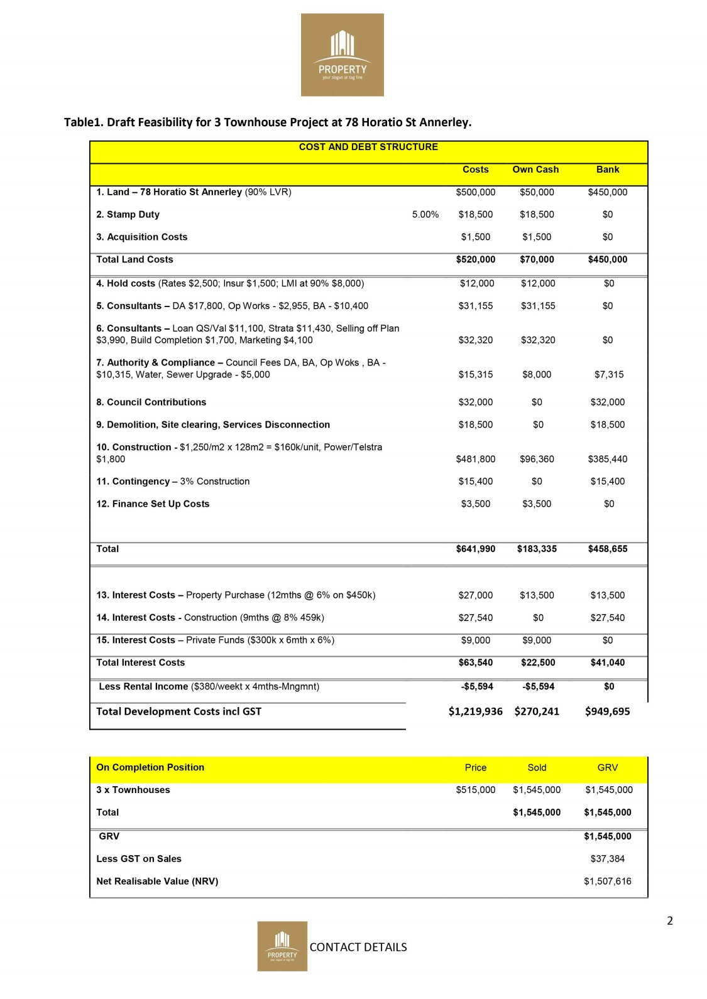 PROPERTY
your slogan or tag line
Table1. Draft Feasibility for 3 Townhouse Project at 78 Horatio St Annerley.
COST AND DEBT STRUCTURE
Costs Own Cash Bank
1. Land – 78 Horatio St Annerley (90% LVR) $500,000 $50,000 $450,000
2. Stamp Duty 5.00% $18,500 $18,500 $0
3. Acquisition Costs $1,500 $1,500 $0
Total Land Costs $520,000 $70,000 $450,000
4. Hold costs (Rates $2,500; Insur $1,500; LMI at 90% $8,000) $12,000 $12,000 $0
5. Consultants – DA $17,800, Op Works - $2,955, BA - $10,400 $31,155 $31,155 $0
6. Consultants – Loan QS/Val $11,100, Strata $11,430, Selling off Plan
$3,990, Build Completion $1,700, Marketing $4,100 $32,320 $32,320 $0
7. Authority & Compliance – Council Fees DA, BA, Op Woks , BA -
$10,315, Water, Sewer Upgrade - $5,000 $15,315 $8,000 $7,315
8. Council Contributions $32,000 $0 $32,000
9. Demolition, Site clearing, Services Disconnection $18,500 $0 $18,500
10. Construction - $1,250/m2 x 128m2 = $160k/unit, Power/Telstra
$1,800 $481,800 $96,360 $385,440
11. Contingency – 3% Construction $15,400 $0 $15,400
12. Finance Set Up Costs $3,500 $3,500 $0
Total $641,990 $183,335 $458,655
13. Interest Costs – Property Purchase (12mths @ 6% on $450k) $27,000 $13,500 $13,500
14. Interest Costs - Construction (9mths @ 8% 459k) $27,540 $0 $27,540
15. Interest Costs – Private Funds ($300k x 6mth x 6%) $9,000 $9,000 $0
Total Interest Costs $63,540 $22,500 $41,040
Less Rental Income ($380/weekt x 4mths-Mngmnt) -$5,594 -$5,594 $0
Total Development Costs incl GST $1,219,936 $270,241 $949,695
On Completion Position Price Sold GRV
3 x Townhouses $515,000 $1,545,000 $1,545,000
Total $1,545,000 $1,545,000
GRV $1,545,000
Less GST on Sales $37,384
Net Realisable Value (NRV) $1,507,616
2
PROPERTY
your slogan or tag line
CONTACT DETAILS